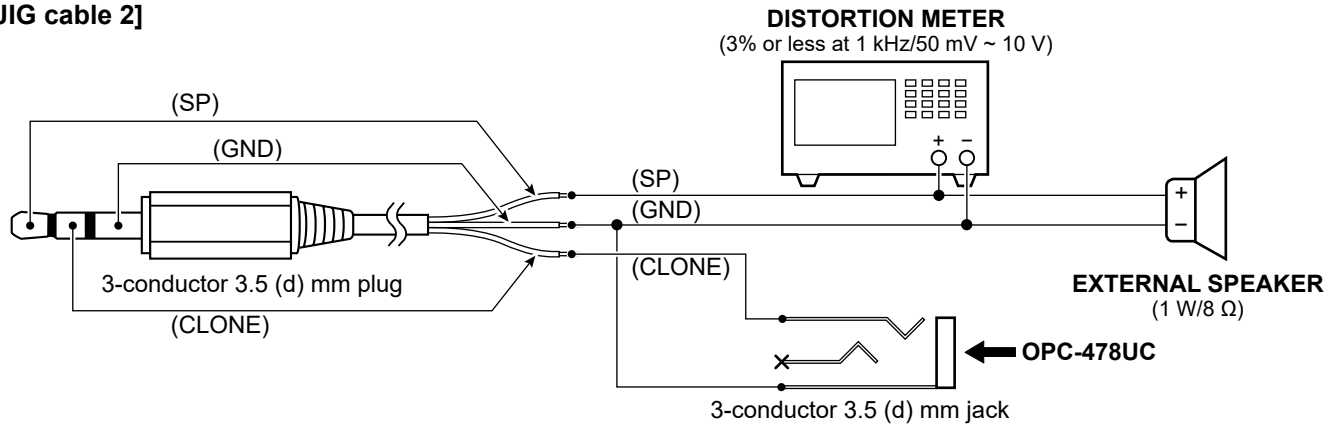 JIG cable 2]
DISTORTION METER
(3% or less at 1 kHz/50 mV ~ 10 V)
(SP)
(GND)
+ −
(SP)
(GND)
+
−
(CLONE)
3-conductor 3.5 (d) mm plug
(CLONE)
EXTERNAL SPEAKER
(1 W/8 Ω)
OPC-478UC
3-conductor 3.5 (d) mm jack